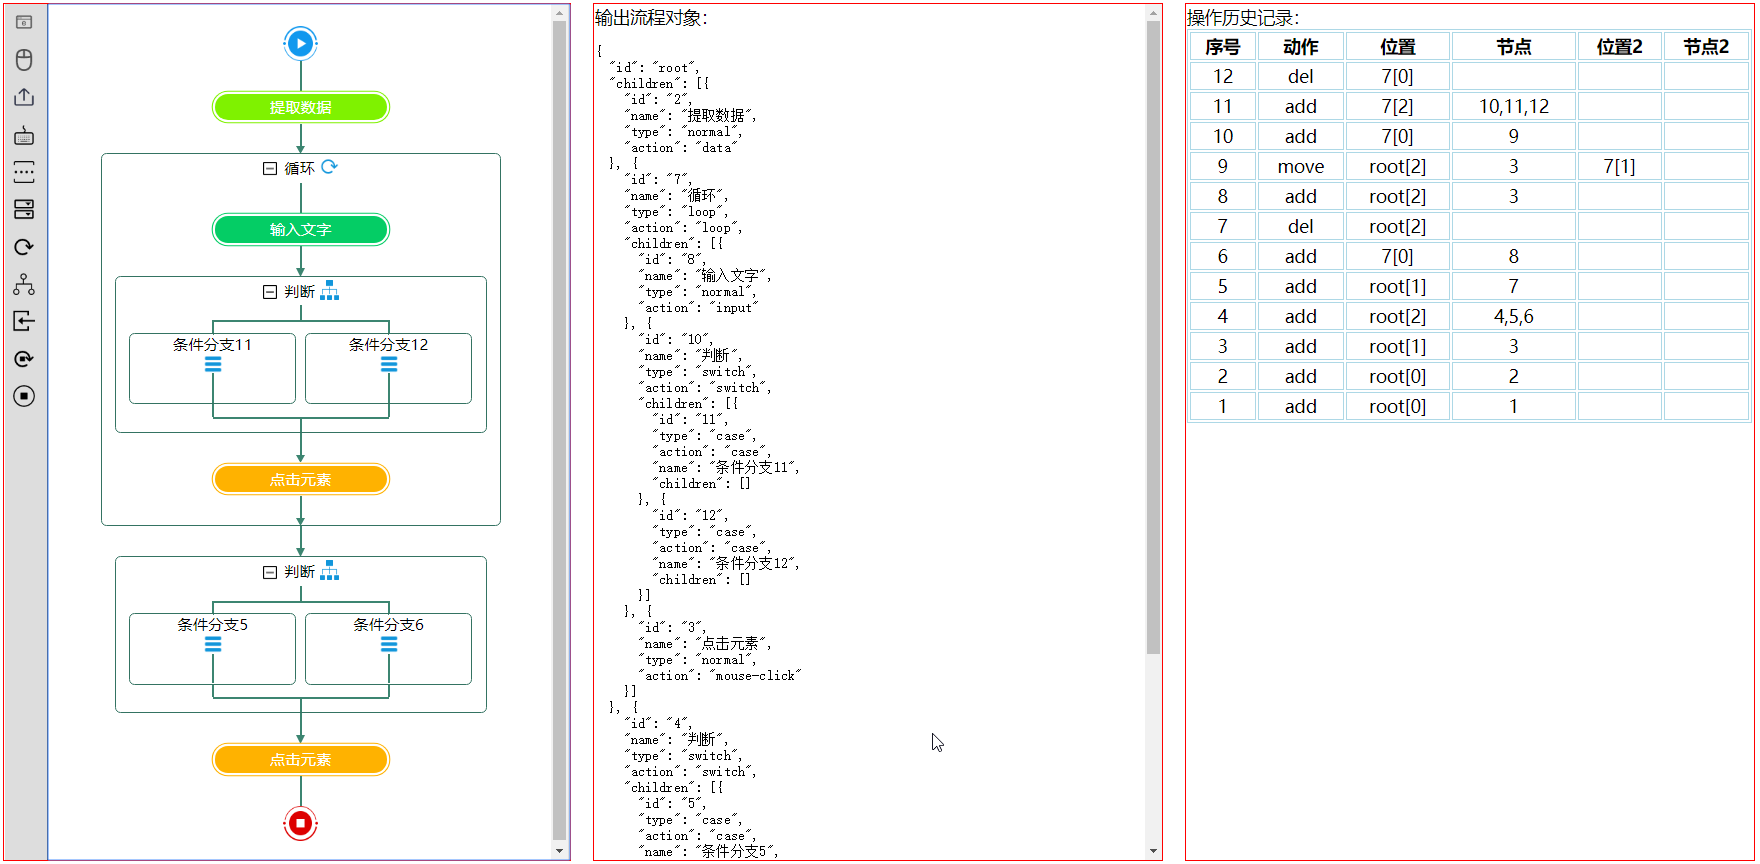 提取数据
循环
输入文字
判断
条件分支11 条件分支12
点击元素
判断
条件分支5 条件分支6
点击元素
输出流程对象:
{
  "id": "root",
  "children": [{
    "id": "2",
    "name": "提取数据",
    "type": "normal",
    "action": "data"
  }, {
    "id": "7",
    "name": "循环",
    "type": "loop",
    "action": "loop",
    "children": [{
      "id": "8",
      "name": "输入文字",
      "type": "normal",
      "action": "input"
    }, {
      "id": "10",
      "name": "判断",
      "type": "switch",
      "action": "switch",
      "children": [{
        "id": "11",
        "type": "case",
        "action": "case",
        "name": "条件分支11",
        "children": []
      }, {
        "id": "12",
        "type": "case",
        "action": "case",
        "name": "条件分支12",
        "children": []
      }]
    }, {
      "id": "3",
      "name": "点击元素",
      "type": "normal",
      "action": "mouse-click"
    }]
  }, {
    "id": "4",
    "name": "判断",
    "type": "switch",
    "action": "switch",
    "children": [{
      "id": "5",
      "type": "case",
      "action": "case",
      "name": "条件分支5",
操作历史记录:
序号 动作 位置 节点 位置2 节点2
12 del 7[0]
11 add 7[2] 10,11,12
10 add 7[0] 9
9 move root[2] 3 7[1]
8 add root[2] 3
7 del root[2]
6 add 7[0] 8
5 add root[1] 7
4 add root[2] 4,5,6
3 add root[1] 3
2 add root[0] 2
1 add root[0] 1